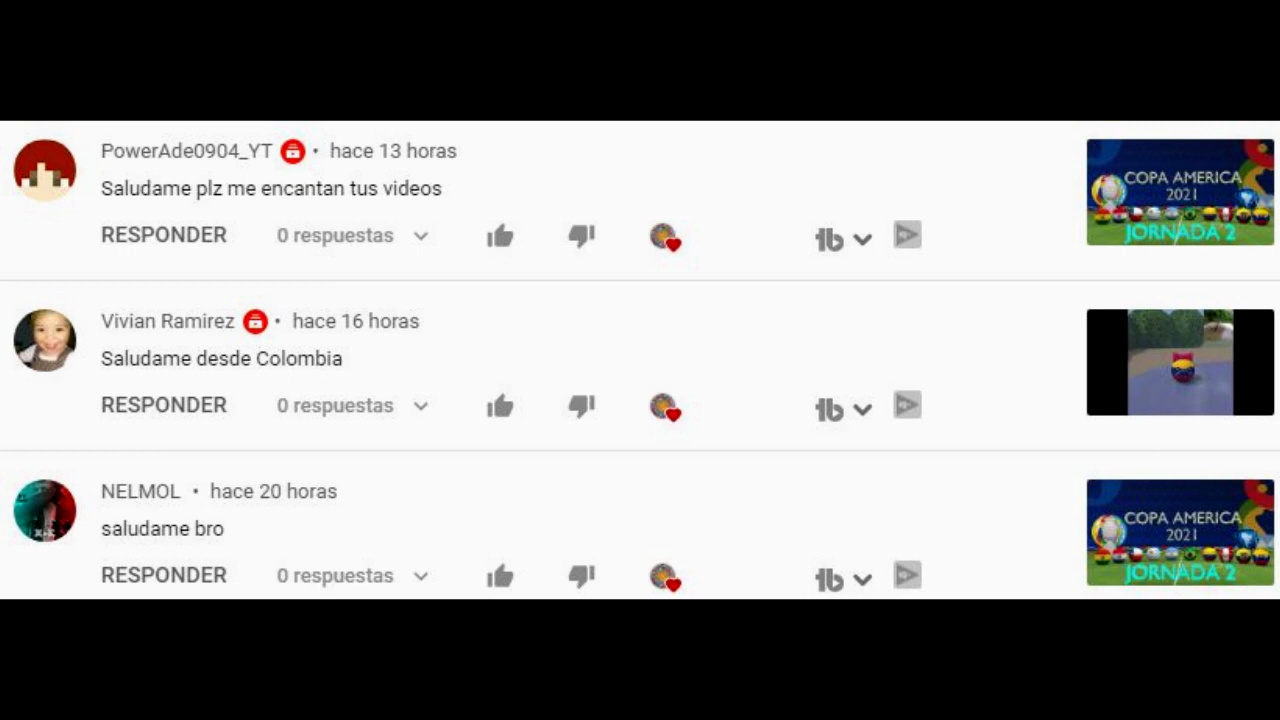 PowerAde0904_YT • hace 13 horas
Saludame plz me encantan tus videos
RESPONDER 0 respuestas
COPA AMERICA
2021
JORNADA 2
Vivian Ramirez • hace 16 horas
Saludame desde Colombia
RESPONDER 0 respuestas
NELMOL • hace 20 horas
saludame bro
RESPONDER 0 respuestas
COPA AMERICA
2021
JORNADA 2